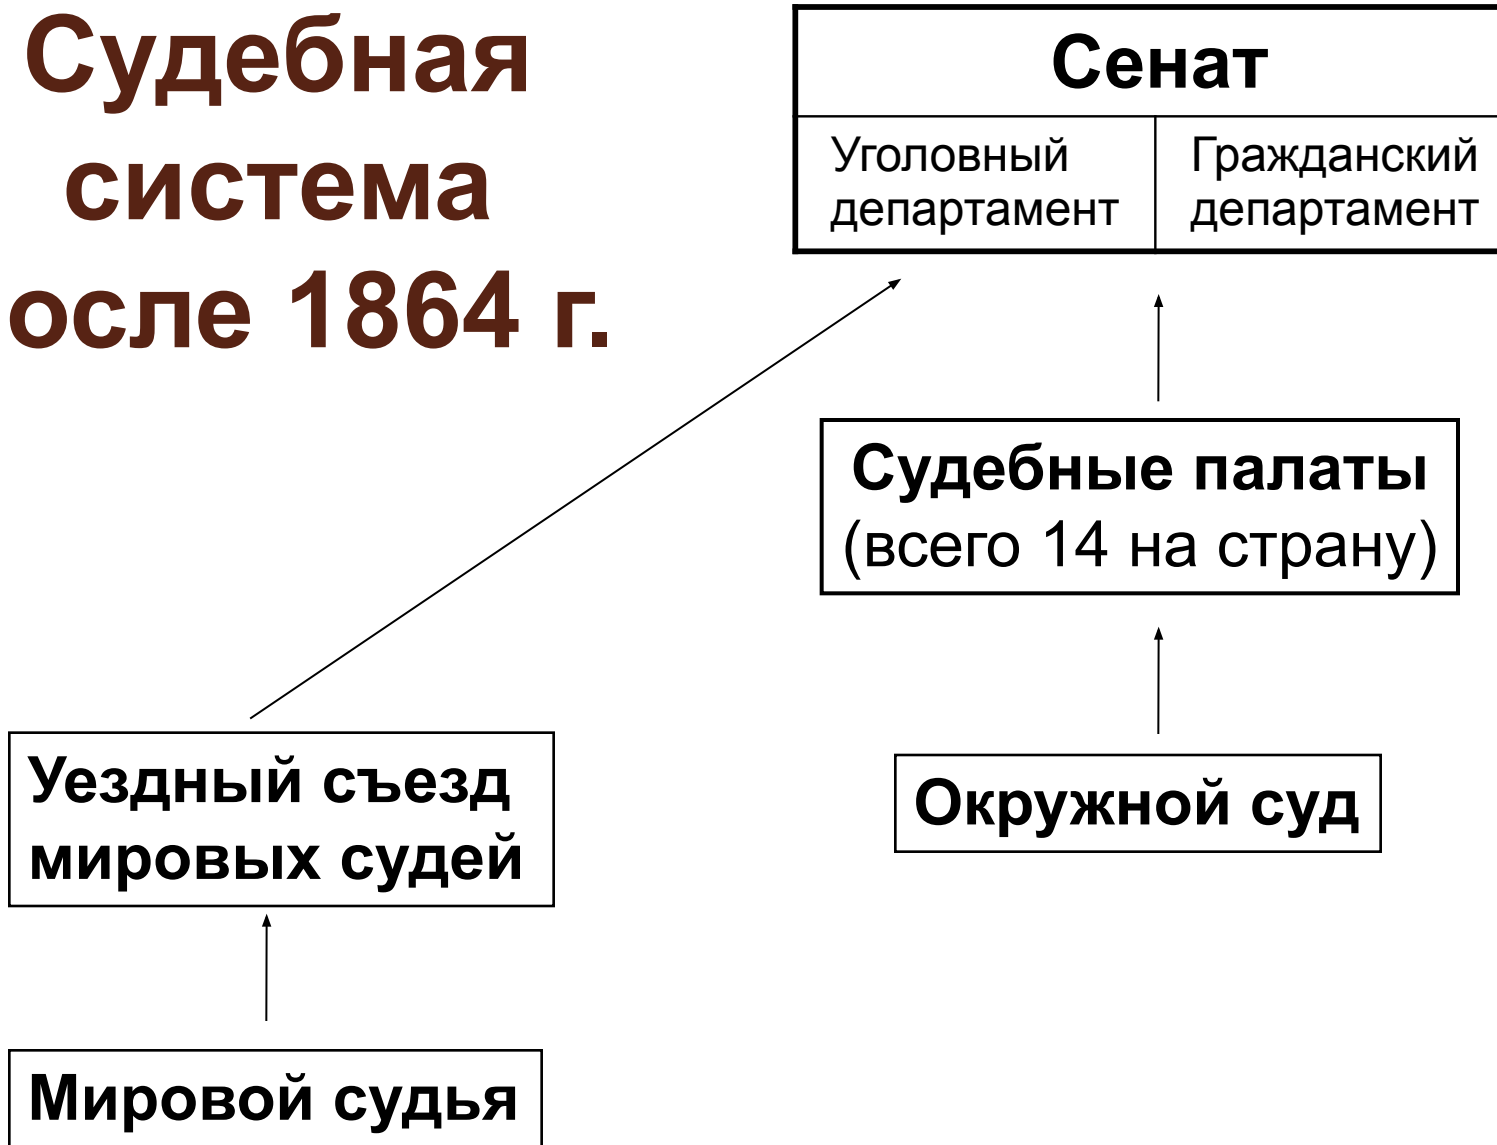 Судебная
система
осле 1864 г.
Сенат
Уголовный
департамент
Гражданский
департамент
Судебные палаты
(всего 14 на страну)
Уездный съезд
мировых судей
Окружной суд
Мировой судья